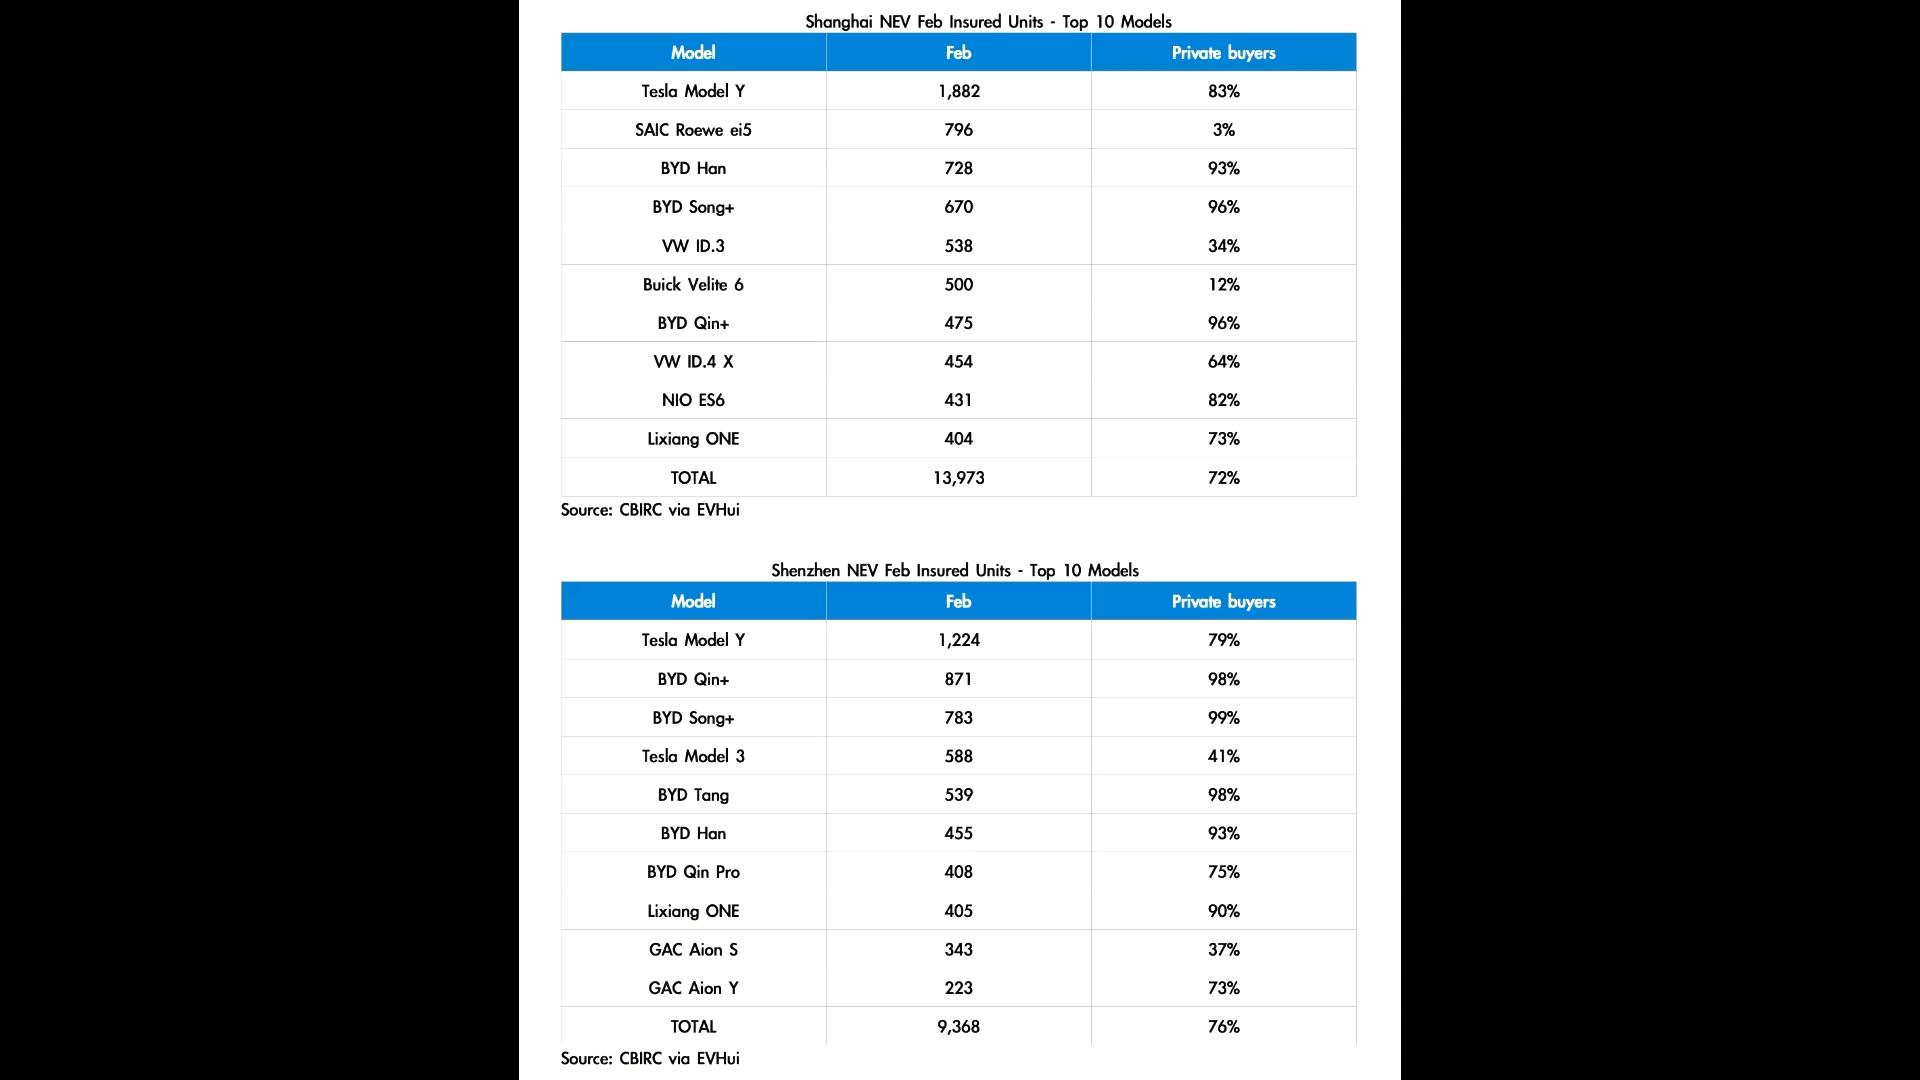 Shanghai NEV Feb Insured Units - Top 10 Models
Model Feb Private buyers
Tesla Model Y 1,882 83%
SAIC Roewe ei5 796 3%
BYD Han 728 93%
BYD Song+ 670 96%
VW ID.3 538 34%
Buick Velite 6 500 12%
BYD Qin+ 475 96%
VW ID.4 X 454 64%
NIO ES6 431 82%
Lixiang ONE 404 73%
TOTAL 13,973 72%
Source: CBIRC via EVHui
Shenzhen NEV Feb Insured Units - Top 10 Models
Model Feb Private buyers
Tesla Model Y 1,224 79%
BYD Qin+ 871 98%
BYD Song+ 783 99%
Tesla Model 3 588 41%
BYD Tang 539 98%
BYD Han 455 93%
BYD Qin Pro 408 75%
Lixiang ONE 405 90%
GAC Aion S 343 37%
GAC Aion Y 223 73%
TOTAL 9,368 76%
Source: CBIRC via EVHui